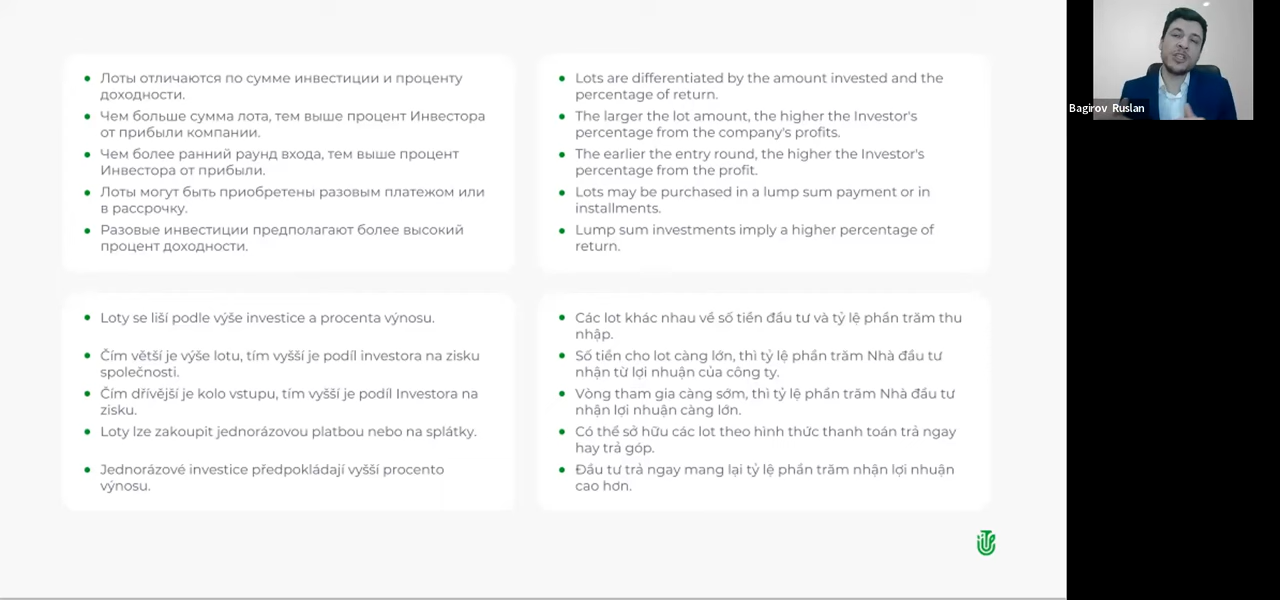 Лоты отличаются по сумме инвестиции и проценту
доходности.
Чем больше сумма лота, тем выше процент Инвестора
от прибыли компании.
Чем более ранний раунд входа, тем выше процент
Инвестора от прибыли.
Лоты могут быть приобретены разовым платежом или
в рассрочку.
Разовые инвестиции предполагают более высокий
процент доходности.
Lots are differentiated by the amount invested and the
percentage of return.
The larger the lot amount, the higher the Investor's
percentage from the company's profits.
The earlier the entry round, the higher the Investor's
percentage from the profit.
Lots may be purchased in a lump sum payment or in
installments.
Lump sum investments imply a higher percentage of
return.
Loty se liší podle výše investice a procenta výnosu.
Čím větší je výše lotu, tím vyšší je podíl investora na zisku
společnosti.
Čím dřívější je kolo vstupu, tím vyšší je podíl Investora na
zisku.
Loty lze zakoupit jednorázovou platbou nebo na splátky.
Jednorázové investice předpokládají vyšší procento
výnosu.
Các lot khác nhau về số tiền đầu tư và tỷ lệ phần trăm thu
nhập.
Số tiền cho lot càng lớn, thì tỷ lệ phần trăm Nhà đầu tư
nhận từ lợi nhuận của công ty.
Vòng tham gia càng sớm, thì tỷ lệ phần trăm Nhà đầu tư
nhận lợi nhuận càng lớn.
Có thể sở hữu các lot theo hình thức thanh toán trả ngay
hay trả góp.
Đầu tư trả ngay mang lại tỷ lệ phần trăm nhận lợi nhuận
cao hơn.
Bagirov Ruslan